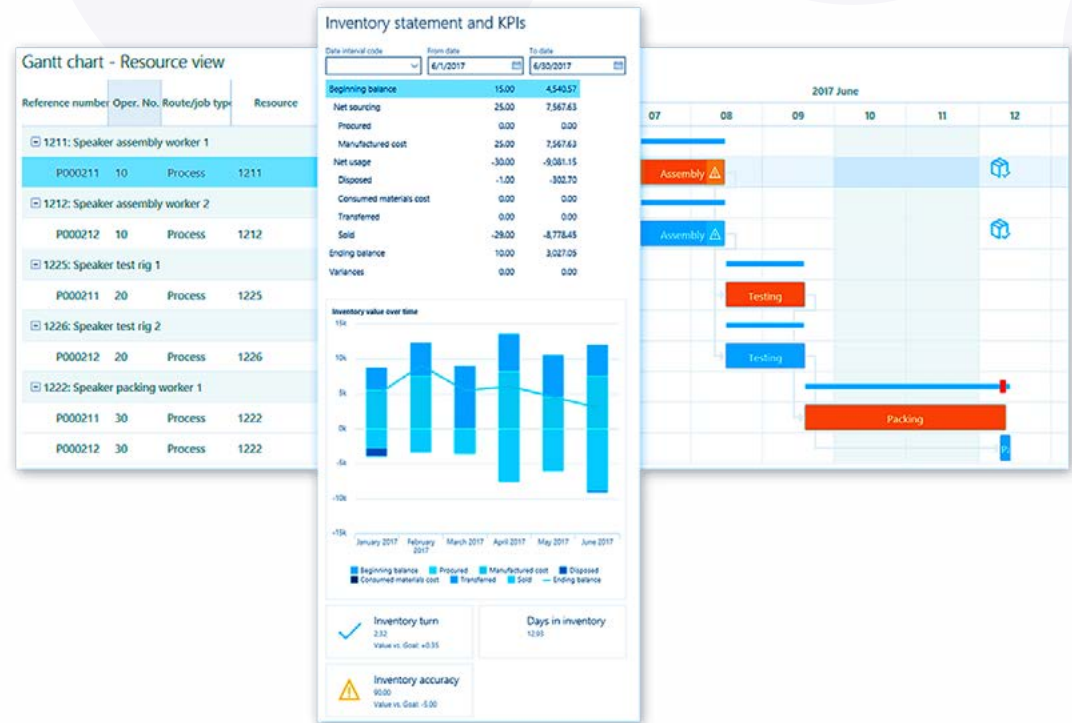 Gantt chart - Resource view
Reference number Oper. No. Route/job type Resource
1211: Speaker assembly worker 1
P000211 10 Process 1211
1212: Speaker assembly worker 2
P000212 10 Process 1212
1225: Speaker test rig 1
P000211 20 Process 1225
1226: Speaker test rig 2
P000212 20 Process 1226
1222: Speaker packing worker 1
P000211 30 Process 1222
P000212 30 Process 1222
Inventory statement and KPIs
Date interval code From date To date
6/1/2017 6/30/2017
Beginning balance 15.00 4,540.57
Net sourcing 25.00 7,567.63
Procured 0.00 0.00
Manufactured cost 25.00 7,567.63
Net usage -30.00 -9,081.15
Disposed -1.00 -302.70
Consumed materials cost 0.00 0.00
Transferred 0.00 0.00
Sold -29.00 -8,778.45
Ending balance 10.00 3,027.05
Variances 0.00 0.00
Inventory value over time
15k
10k
5k
0k
-5k
-10k
-15k
January 2017 February 2017 March 2017 April 2017 May 2017 June 2017
Beginning balance Procured Manufactured cost Disposed
Consumed materials cost Transferred Sold Ending balance
Inventory turn
2.32
Value vs. Goal: +0.35
Days in inventory
12.93
Inventory accuracy
90.00
Value vs. Goal: -5.00
2017 June
07 08 09 10 11 12
Assembly
Assembly
Testing
Testing
Packing
P.